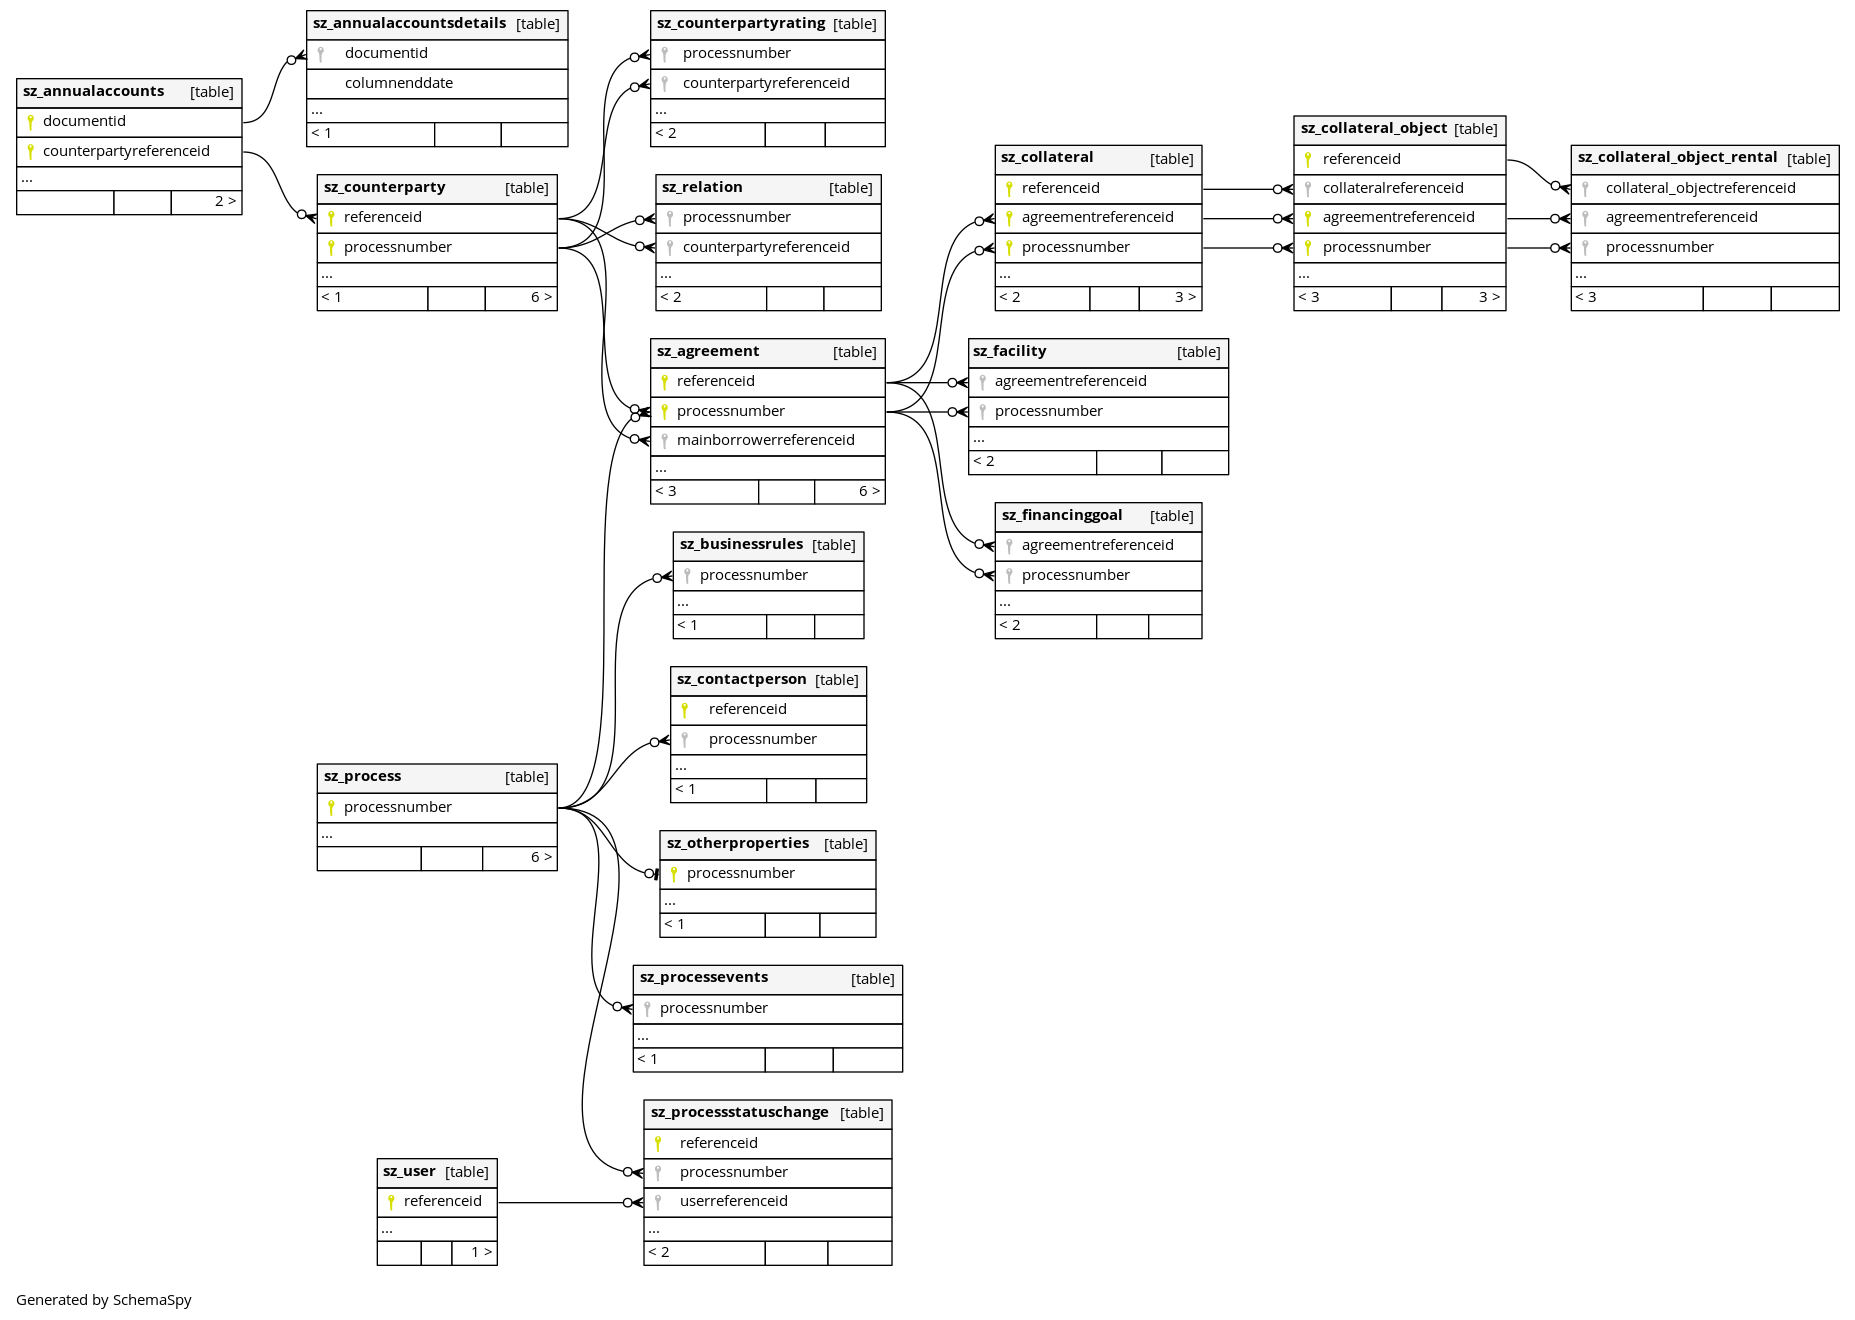 sz_annualaccountsdetails [table]
documentid
columnenddate
...
< 1
sz_counterpartyrating [table]
processnumber
counterpartyreferenceid
...
< 2
sz_annualaccounts [table]
documentid
counterpartyreferenceid
...
2 >
sz_counterparty [table]
referenceid
processnumber
...
< 1 6 >
sz_relation [table]
processnumber
counterpartyreferenceid
...
< 2
sz_collateral [table]
referenceid
agreementreferenceid
processnumber
...
< 2 3 >
sz_collateral_object [table]
referenceid
collateralreferenceid
agreementreferenceid
processnumber
...
< 3 3 >
sz_collateral_object_rental [table]
collateral_objectreferenceid
agreementreferenceid
processnumber
...
< 3
sz_agreement [table]
referenceid
processnumber
mainborrowerreferenceid
...
< 3 6 >
sz_facility [table]
agreementreferenceid
processnumber
...
< 2
sz_financinggoal [table]
agreementreferenceid
processnumber
...
< 2
sz_businessrules [table]
processnumber
...
< 1
sz_contactperson [table]
referenceid
processnumber
...
< 1
sz_process [table]
processnumber
...
6 >
sz_otherproperties [table]
processnumber
...
< 1
sz_processevents [table]
processnumber
...
< 1
sz_processstatuschange [table]
referenceid
processnumber
userreferenceid
...
< 2
sz_user [table]
referenceid
...
1 >
Generated by SchemaSpy